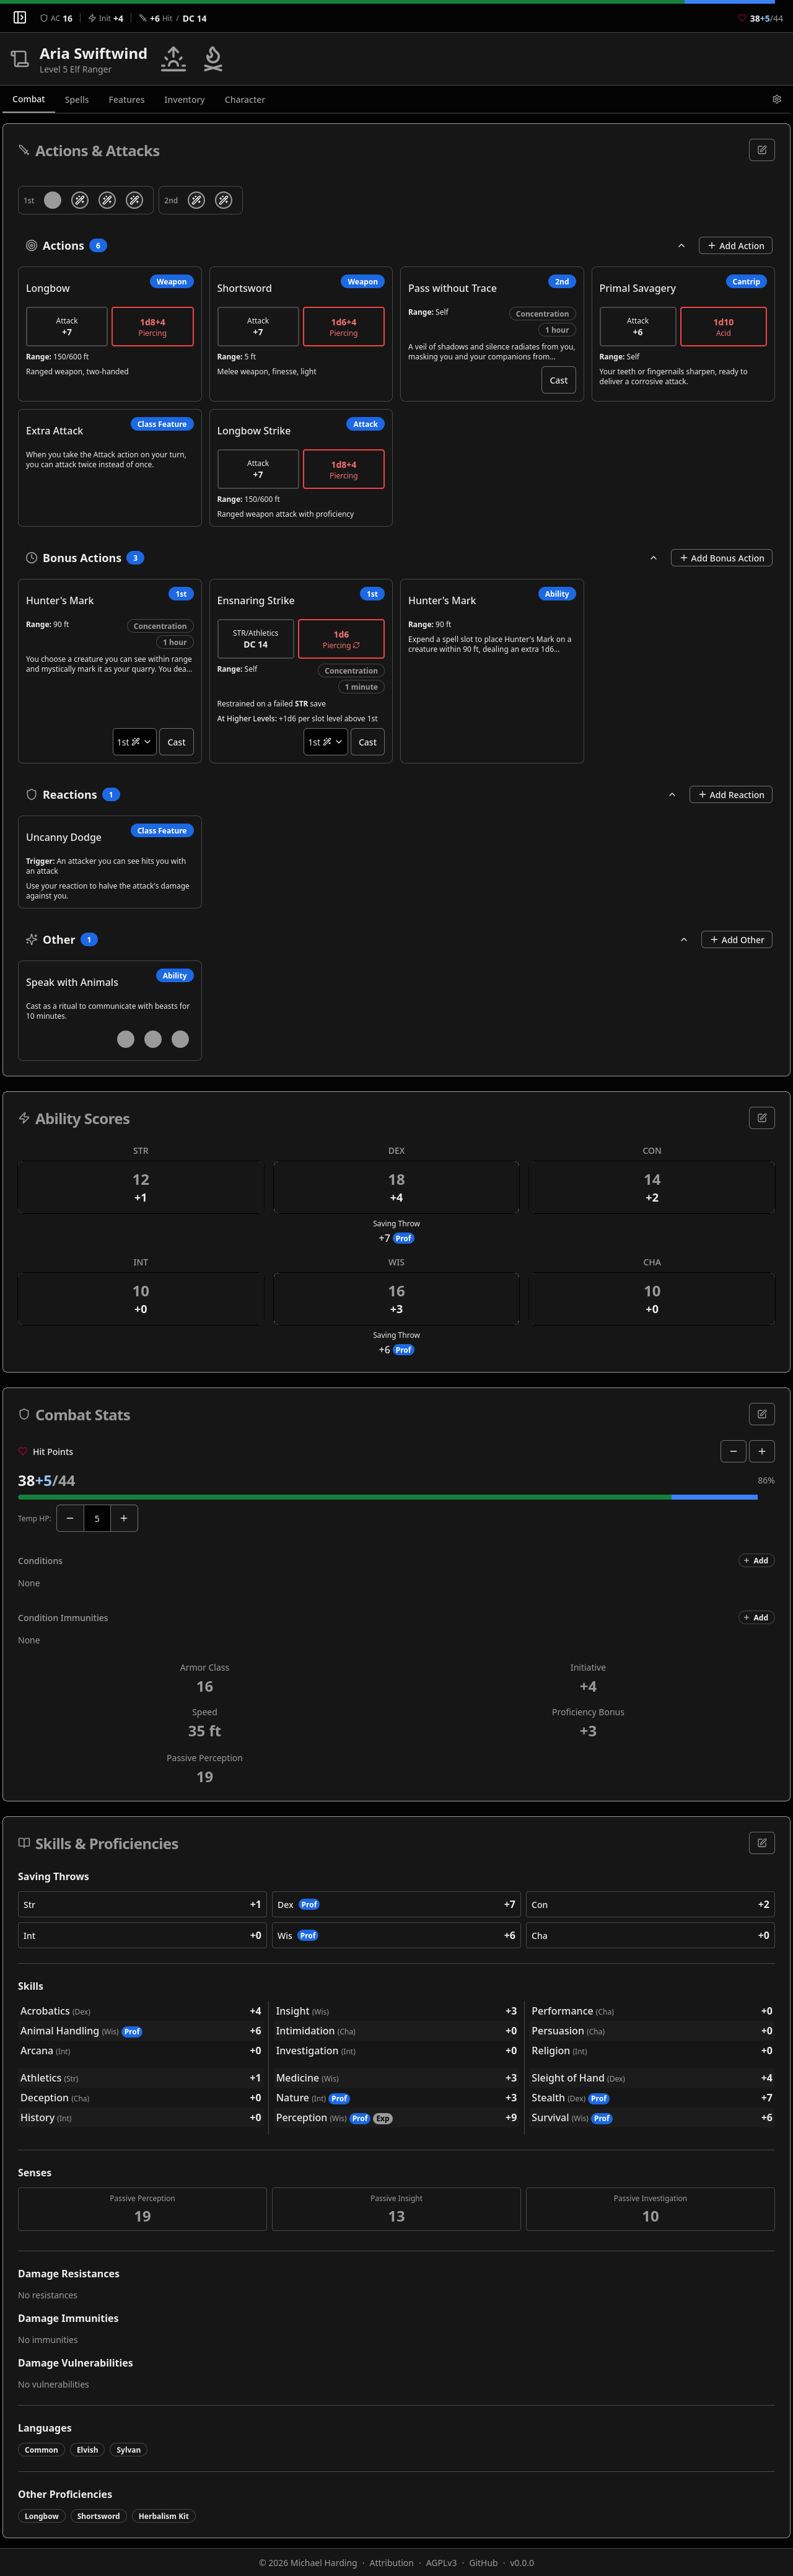 AC 16 Init +4 +6 Hit / DC 14 38+5/44
Aria Swiftwind
Level 5 Elf Ranger
Combat Spells Features Inventory Character
Actions & Attacks
1st 2nd
Actions 6 Add Action
Longbow Weapon
Attack
+7
1d8+4
Piercing
Range: 150/600 ft
Ranged weapon, two-handed
Shortsword Weapon
Attack
+7
1d6+4
Piercing
Range: 5 ft
Melee weapon, finesse, light
Pass without Trace 2nd
Range: Self Concentration
1 hour
A veil of shadows and silence radiates from you,
masking you and your companions from...
Cast
Primal Savagery Cantrip
Attack
+6
1d10
Acid
Range: Self
Your teeth or fingernails sharpen, ready to
deliver a corrosive attack.
Extra Attack Class Feature
When you take the Attack action on your turn,
you can attack twice instead of once.
Longbow Strike Attack
Attack
+7
1d8+4
Piercing
Range: 150/600 ft
Ranged weapon attack with proficiency
Bonus Actions 3 Add Bonus Action
Hunter's Mark 1st
Range: 90 ft Concentration
1 hour
You choose a creature you can see within range
and mystically mark it as your quarry. You dea...
1st Cast
Ensnaring Strike 1st
STR/Athletics
DC 14
1d6
Piercing
Range: Self Concentration
1 minute
Restrained on a failed STR save
At Higher Levels: +1d6 per slot level above 1st
1st Cast
Hunter's Mark Ability
Range: 90 ft
Expend a spell slot to place Hunter's Mark on a
creature within 90 ft, dealing an extra 1d6...
Reactions 1 Add Reaction
Uncanny Dodge Class Feature
Trigger: An attacker you can see hits you with
an attack
Use your reaction to halve the attack's damage
against you.
Other 1 Add Other
Speak with Animals Ability
Cast as a ritual to communicate with beasts for
10 minutes.
Ability Scores
STR DEX CON
12 18 14
+1 +4 +2
Saving Throw
+7 Prof
INT WIS CHA
10 16 10
+0 +3 +0
Saving Throw
+6 Prof
Combat Stats
Hit Points
38+5/44 86%
Temp HP: 5
Conditions Add
None
Condition Immunities Add
None
Armor Class Initiative
16 +4
Speed Proficiency Bonus
35 ft +3
Passive Perception
19
Skills & Proficiencies
Saving Throws
Str +1 Dex Prof +7 Con +2
Int +0 Wis Prof +6 Cha +0
Skills
Acrobatics (Dex) +4 Insight (Wis) +3 Performance (Cha) +0
Animal Handling (Wis) Prof +6 Intimidation (Cha) +0 Persuasion (Cha) +0
Arcana (Int) +0 Investigation (Int) +0 Religion (Int) +0
Athletics (Str) +1 Medicine (Wis) +3 Sleight of Hand (Dex) +4
Deception (Cha) +0 Nature (Int) Prof +3 Stealth (Dex) Prof +7
History (Int) +0 Perception (Wis) Prof Exp +9 Survival (Wis) Prof +6
Senses
Passive Perception Passive Insight Passive Investigation
19 13 10
Damage Resistances
No resistances
Damage Immunities
No immunities
Damage Vulnerabilities
No vulnerabilities
Languages
Common Elvish Sylvan
Other Proficiencies
Longbow Shortsword Herbalism Kit
© 2026 Michael Harding · Attribution · AGPLv3 · GitHub · v0.0.0